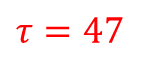 τ = 47